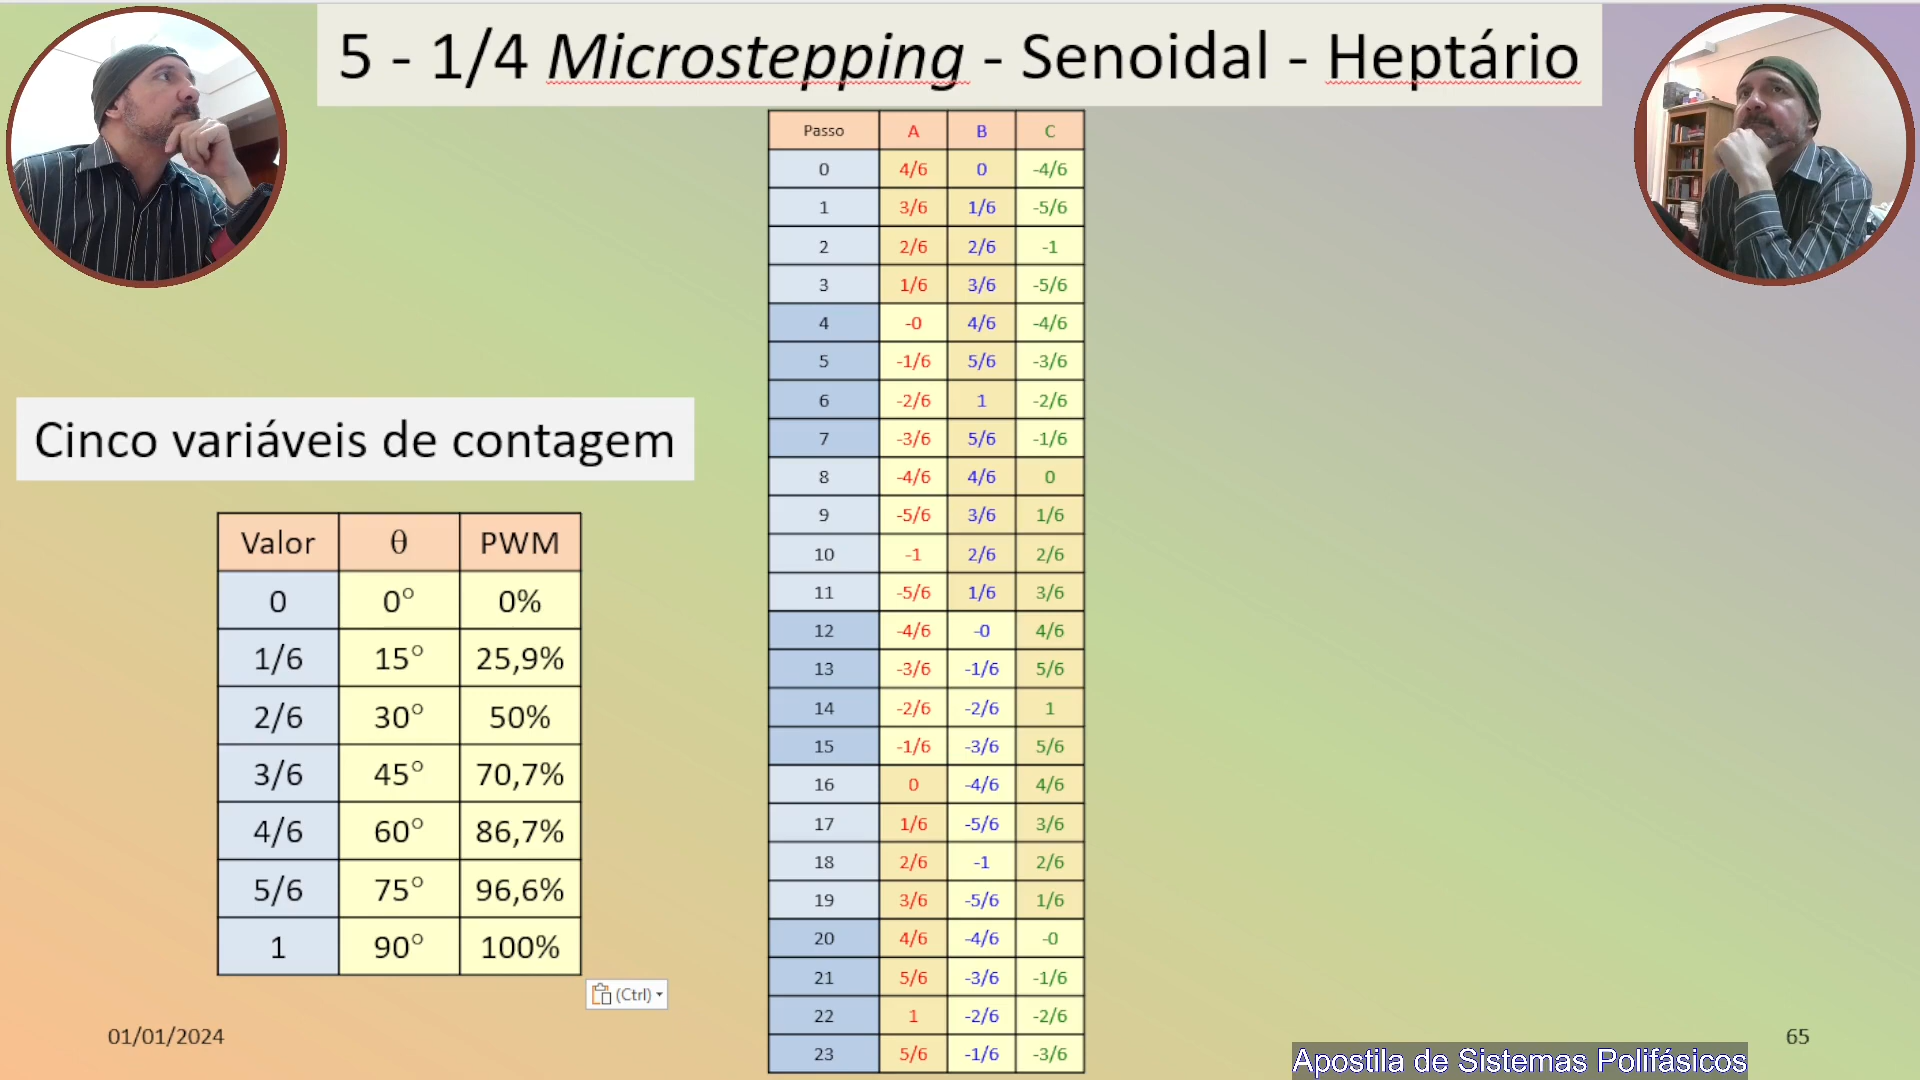 5 - 1/4 Microstepping - Senoidal - Heptário
Cinco variáveis de contagem
Valor θ PWM
0 0° 0%
1/6 15° 25,9%
2/6 30° 50%
3/6 45° 70,7%
4/6 60° 86,7%
5/6 75° 96,6%
1 90° 100%
(Ctrl)
Passo A B C
0 4/6 0 -4/6
1 3/6 1/6 -5/6
2 2/6 2/6 -1
3 1/6 3/6 -5/6
4 -0 4/6 -4/6
5 -1/6 5/6 -3/6
6 -2/6 1 -2/6
7 -3/6 5/6 -1/6
8 -4/6 4/6 0
9 -5/6 3/6 1/6
10 -1 2/6 2/6
11 -5/6 1/6 3/6
12 -4/6 -0 4/6
13 -3/6 -1/6 5/6
14 -2/6 -2/6 1
15 -1/6 -3/6 5/6
16 0 -4/6 4/6
17 1/6 -5/6 3/6
18 2/6 -1 2/6
19 3/6 -5/6 1/6
20 4/6 -4/6 -0
21 5/6 -3/6 -1/6
22 1 -2/6 -2/6
23 5/6 -1/6 -3/6
01/01/2024
65
Apostila de Sistemas Polifásicos